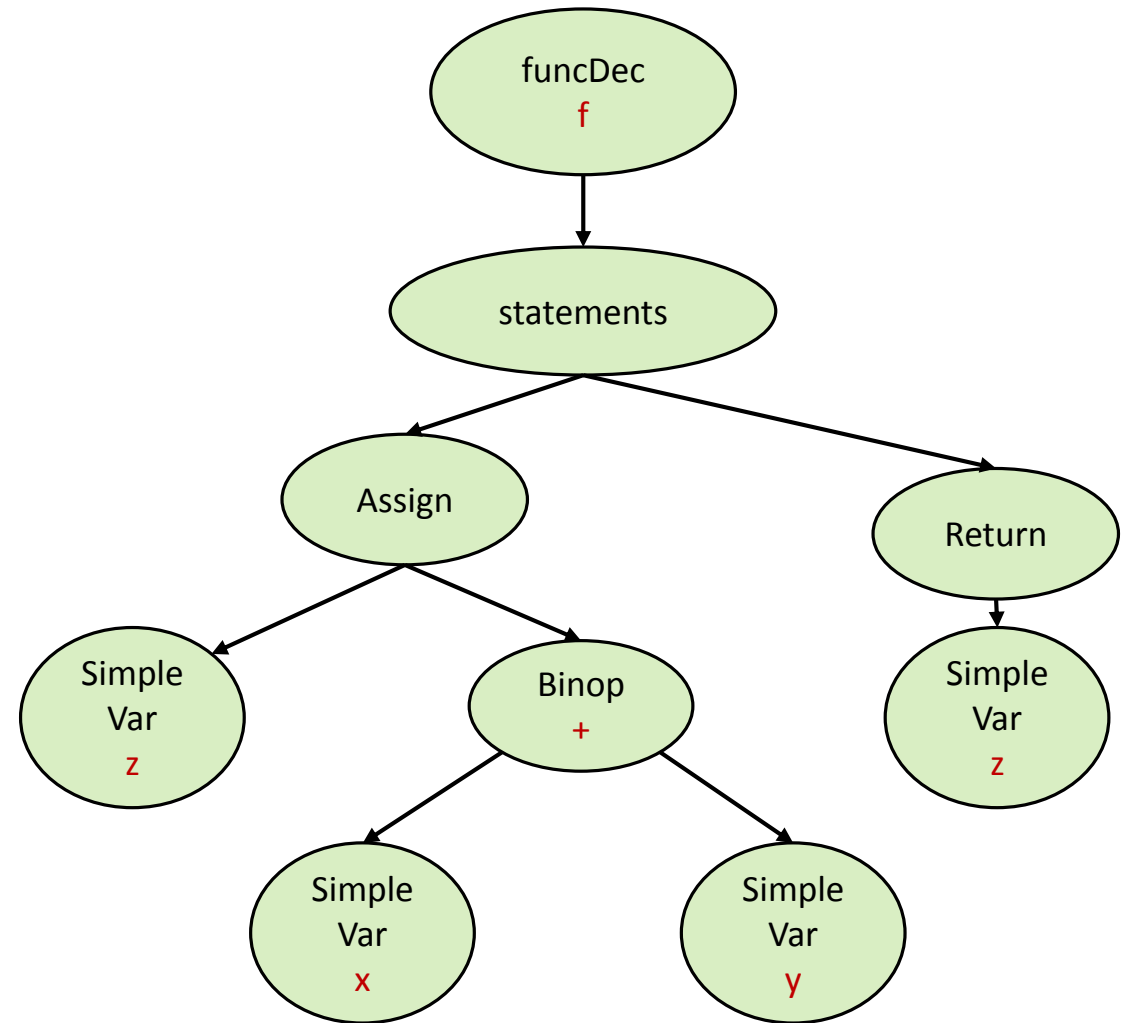 funcDec
f
statements
Assign
Return
Simple
Var
z
Binop
+
Simple
Var
z
Simple
Var
x
Simple
Var
y